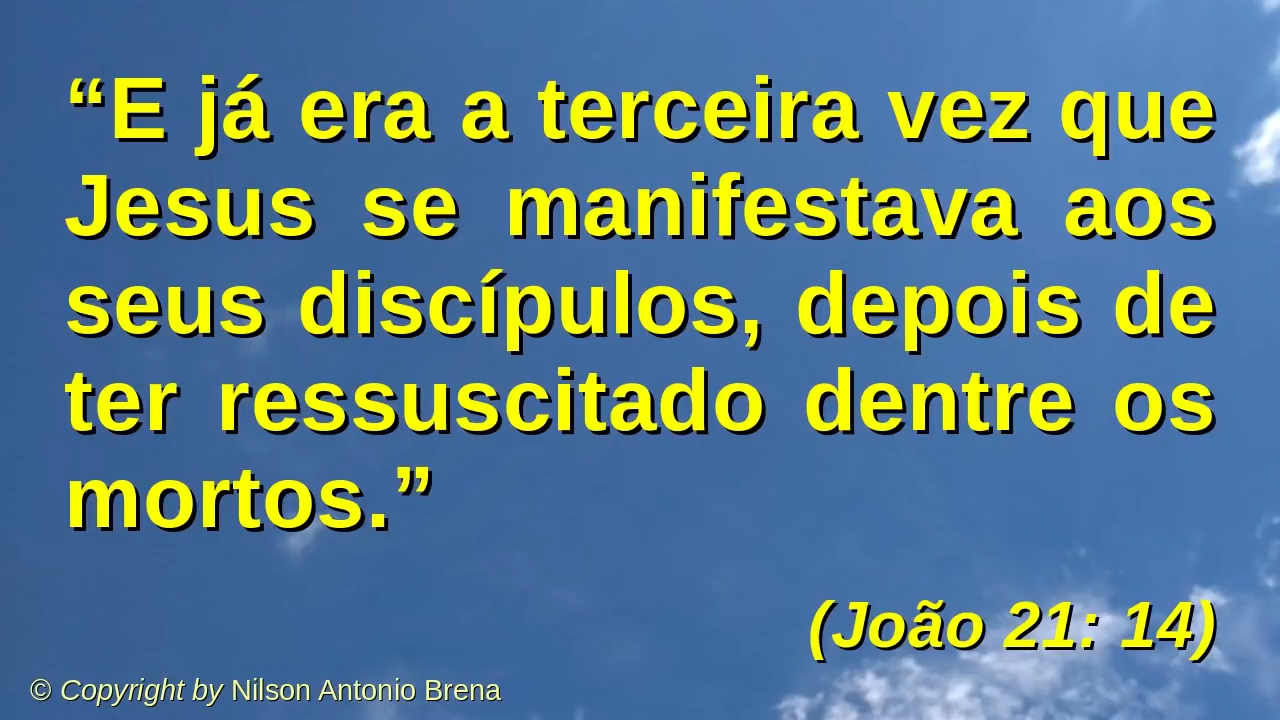 “E já era a terceira vez que
Jesus se manifestava aos
seus discípulos, depois de
ter ressuscitado dentre os
mortos.”
(João 21: 14)
© Copyright by Nilson Antonio Brena